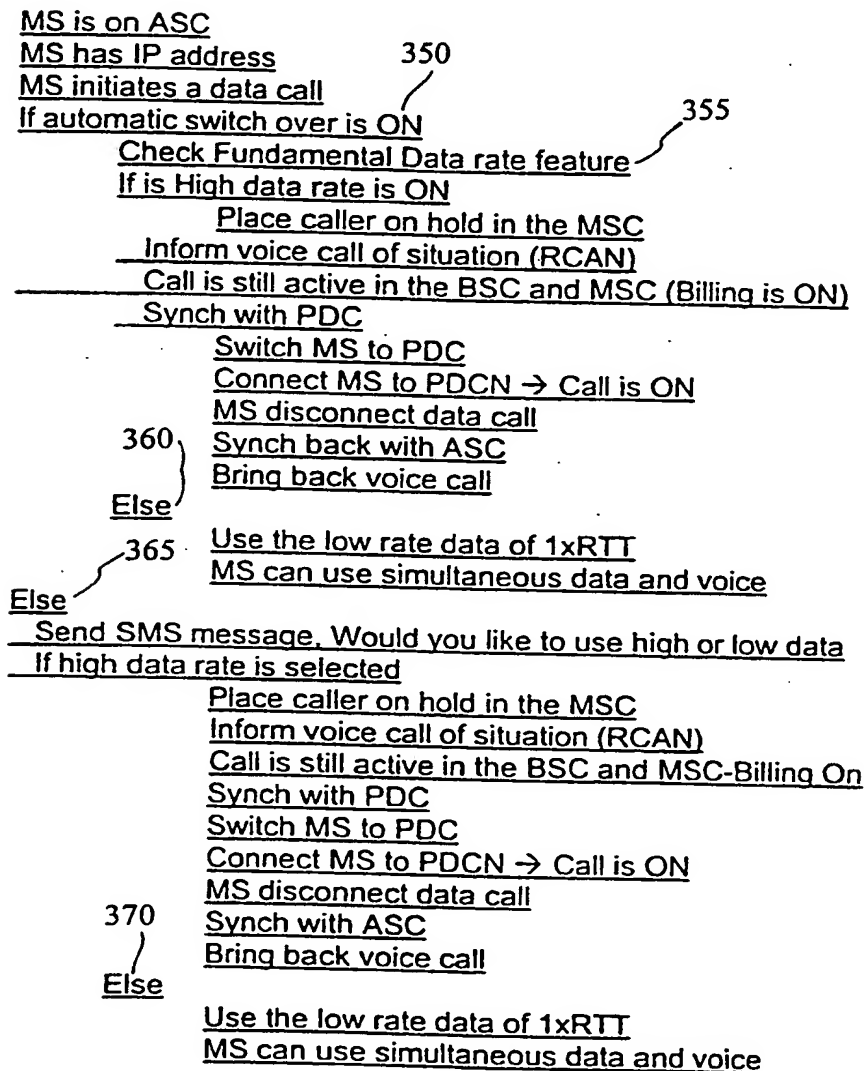 MS is on ASC
MS has IP address
350
MS initiates a data call
If automatic switch over is ON
355
Check Fundamental Data rate feature
If is High data rate is ON
Place caller on hold in the MSC
Inform voice call of situation (RCAN)
Call is still active in the BSC and MSC (Billing is ON)
Synch with PDC
Switch MS to PDC
Connect MS to PDCN → Call is ON
MS disconnect data call
360
Synch back with ASC
Bring back voice call
Else
Use the low rate data of 1xRTT
365
MS can use simultaneous data and voice
Else
Send SMS message, Would you like to use high or low data
If high data rate is selected
Place caller on hold in the MSC
Inform voice call of situation (RCAN)
Call is still active in the BSC and MSC-Billing On
Synch with PDC
Switch MS to PDC
Connect MS to PDCN → Call is ON
MS disconnect data call
370
Synch with ASC
Bring back voice call
Else
Use the low rate data of 1xRTT
MS can use simultaneous data and voice